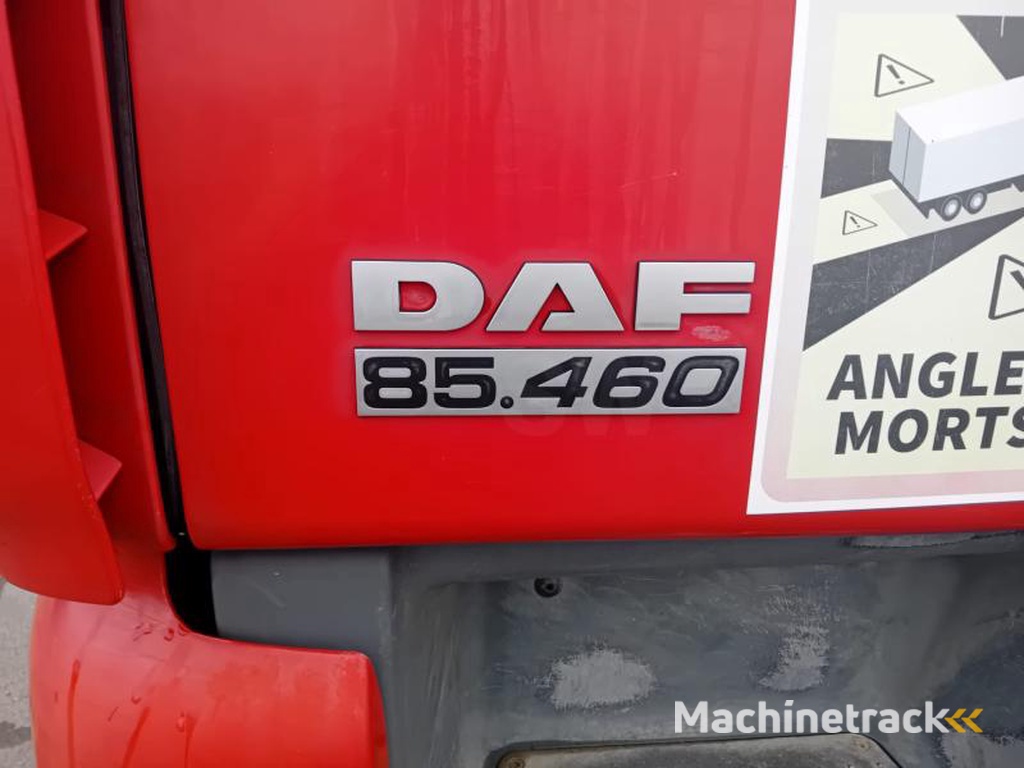 DAF
85.460
ANGLE
MORTS
Machinetrack